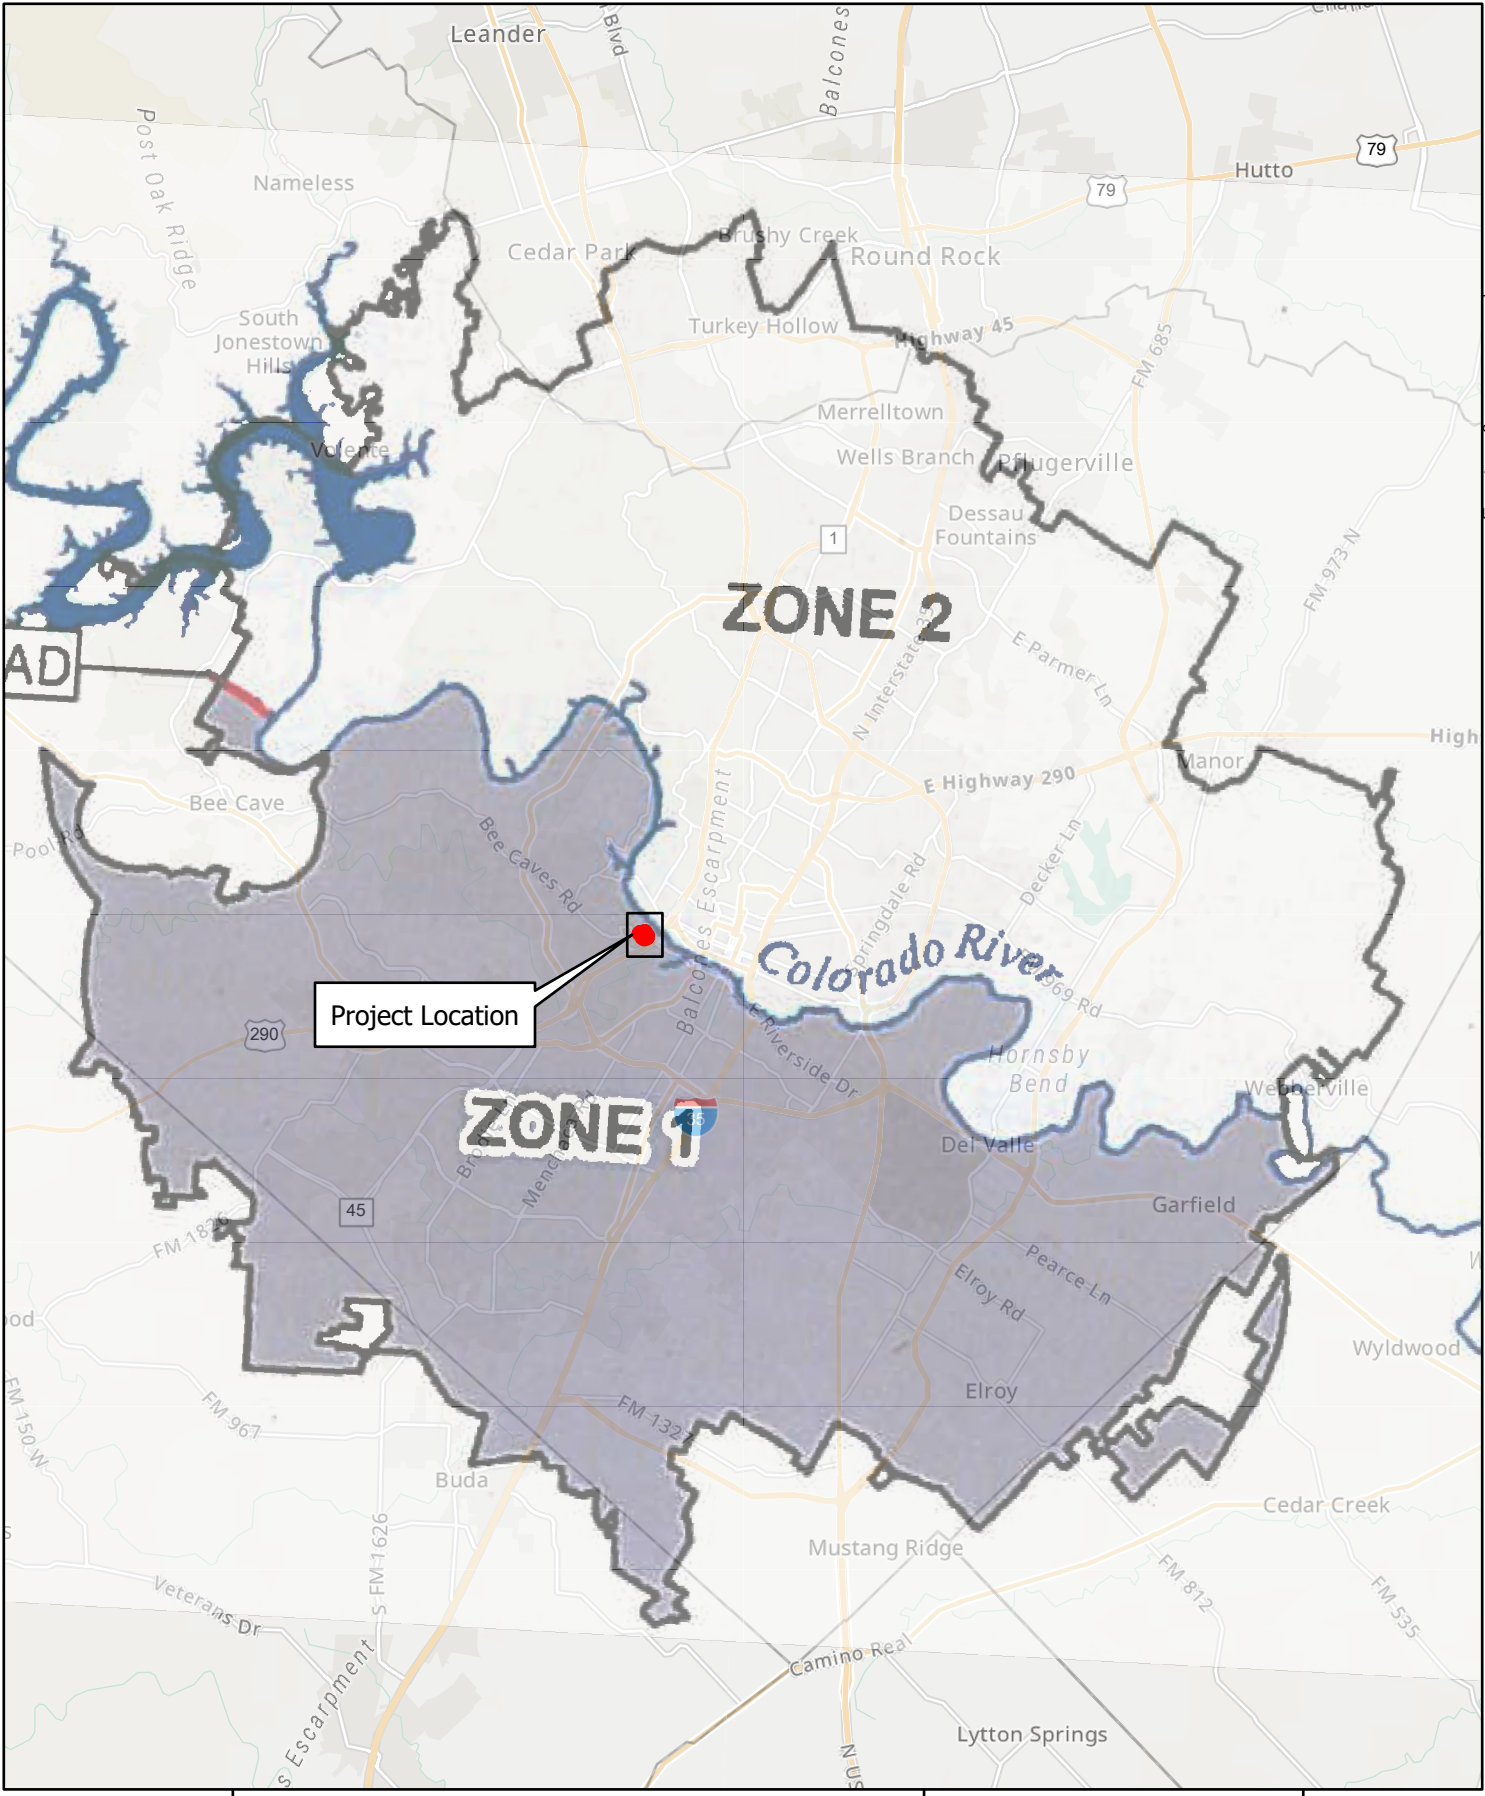 Leander
Blvd
Balcones
79
Hutto
79
Post Oak Ridge
Nameless
Cedar Park
Brushy Creek
Round Rock
South
Jonestown
Hills
Turkey Hollow
Highway 45
FM 685
Merrelltown
Volente
Wells Branch
Pflugerville
Dessau
Fountains
1
FM 973 N
ZONE 2
N Interstate 35
E Parmer Ln
AD
High
Manor
E Highway 290
Bee Cave
Pool Rd
Bee Caves Rd
Balcones Escarpment
Springdale Rd
Decker Ln
Colorado River
969 Rd
Project Location
290
E Riverside Dr
Hornsby
Bend
Webberville
ZONE 1
35
Menchaca Rd
Del Valle
45
Garfield
FM 1826
Pearce Ln
Elroy Rd
Wyldwood
Elroy
FM 150 W
FM 967
FM 1327
Buda
Cedar Creek
S FM 1626
Mustang Ridge
FM 812
FM 535
Veterans Dr
Camino Real
S Escarpment
Lytton Springs
N US